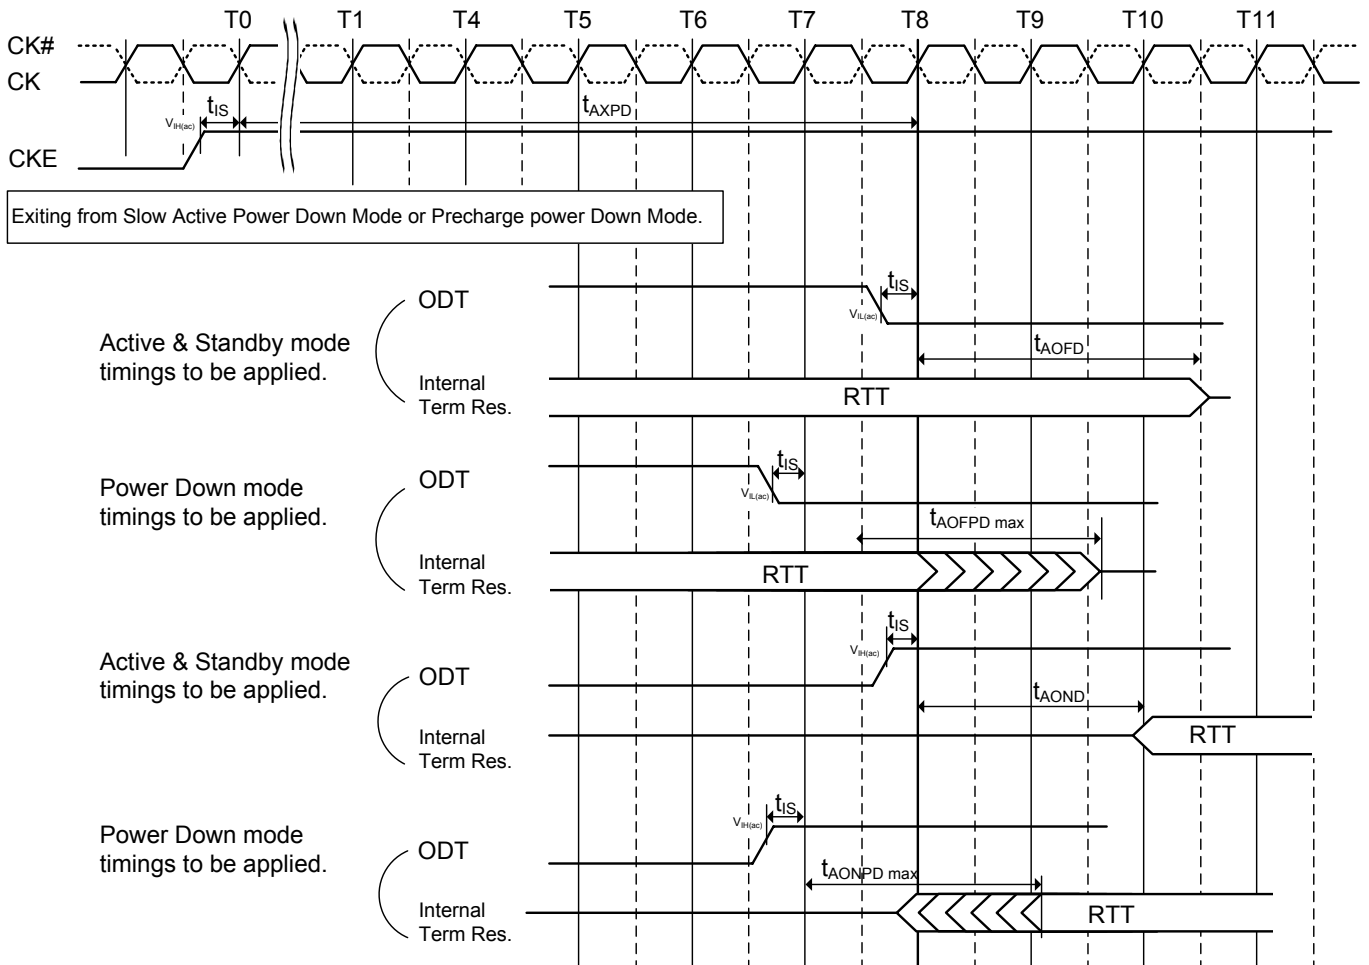 T0 T1 T4 T5 T6 T7 T8 T9 T10 T11
CK#
CK
tIS tAXPD
VIH(ac)
CKE
Exiting from Slow Active Power Down Mode or Precharge power Down Mode.
ODT tIS
VIL(ac)
Active & Standby mode
timings to be applied.
tAOFD
Internal
Term Res.
RTT
ODT tIS
VIL(ac)
Power Down mode
timings to be applied.
tAOFPD max
Internal
Term Res.
RTT
tIS
VIH(ac)
Active & Standby mode
timings to be applied.
ODT
tAOND
Internal
Term Res.
RTT
tIS
VIH(ac)
Power Down mode
timings to be applied.
ODT
tAONPD max
Internal
Term Res.
RTT